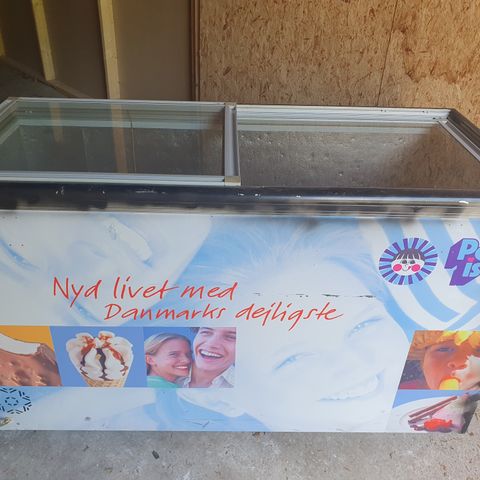 Nyd livet med
Danmarks dejligste